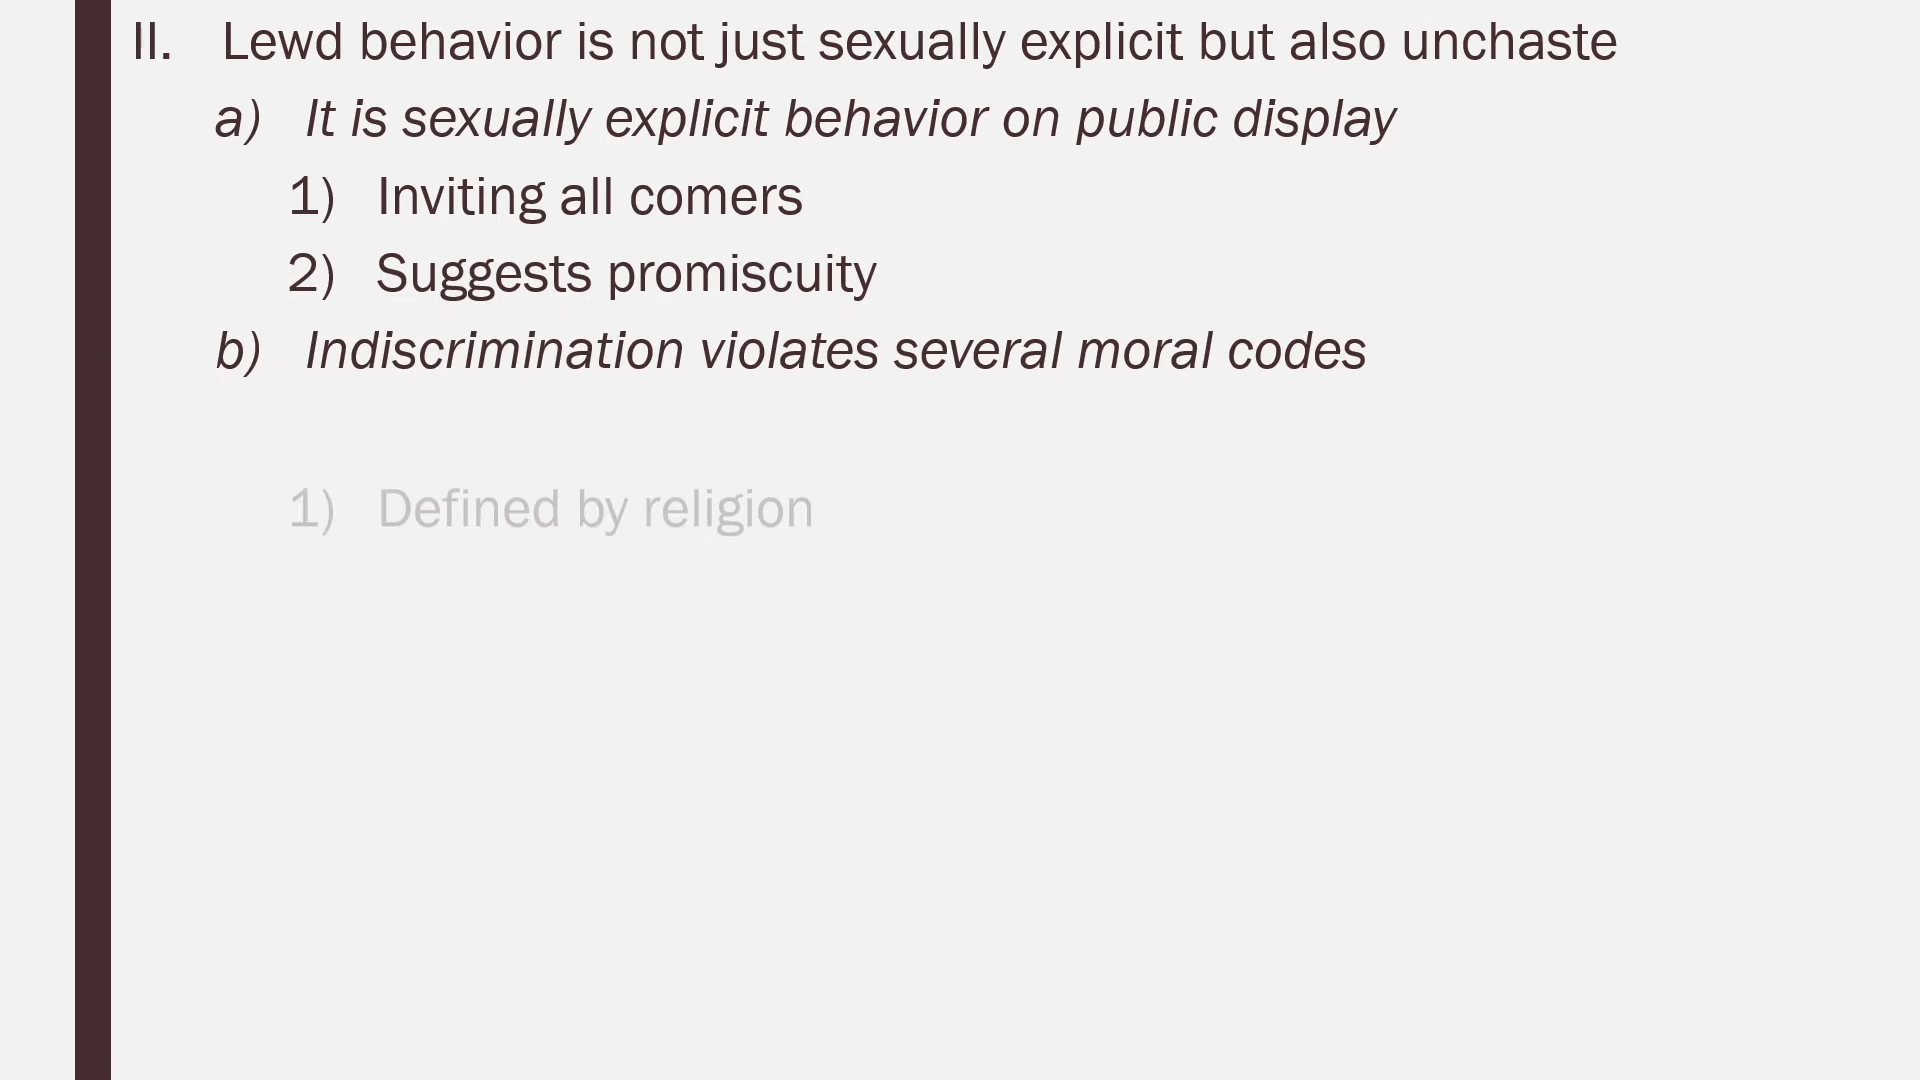 II. Lewd behavior is not just sexually explicit but also unchaste
a) It is sexually explicit behavior on public display
1) Inviting all comers
2) Suggests promiscuity
b) Indiscrimination violates several moral codes
1) Defined by religion